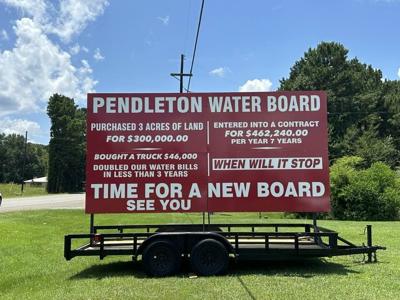 PENDLETON WATER BOARD
PURCHASED 3 ACRES OF LAND
FOR $300,000.00
ENTERED INTO A CONTRACT
FOR $462,240.00
PER YEAR 7 YEARS
BOUGHT A TRUCK $46,000
DOUBLED OUR WATER BILLS
IN LESS THAN 3 YEARS
WHEN WILL IT STOP
TIME FOR A NEW BOARD
SEE YOU